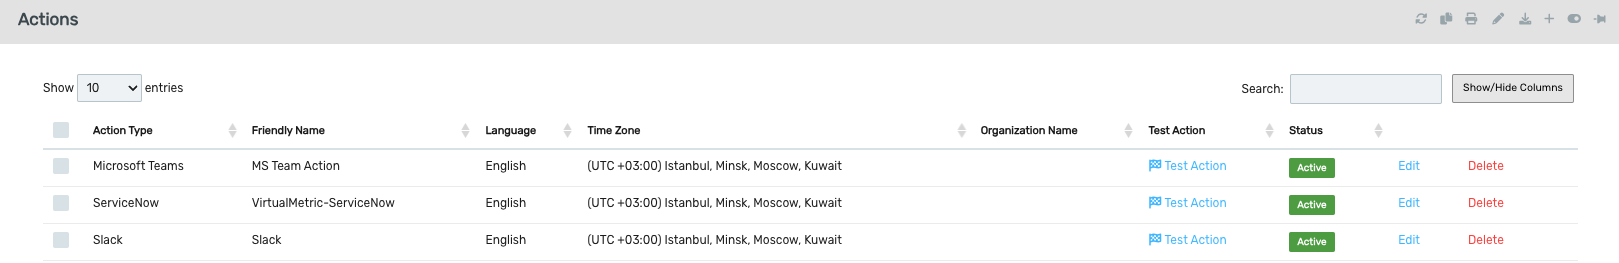 Actions
Show 10 entries Search: Show/Hide Columns
Action Type Friendly Name Language Time Zone Organization Name Test Action Status
Microsoft Teams MS Team Action English (UTC +03:00) Istanbul, Minsk, Moscow, Kuwait Test Action Active Edit Delete
ServiceNow VirtualMetric-ServiceNow English (UTC +03:00) Istanbul, Minsk, Moscow, Kuwait Test Action Active Edit Delete
Slack Slack English (UTC +03:00) Istanbul, Minsk, Moscow, Kuwait Test Action Active Edit Delete